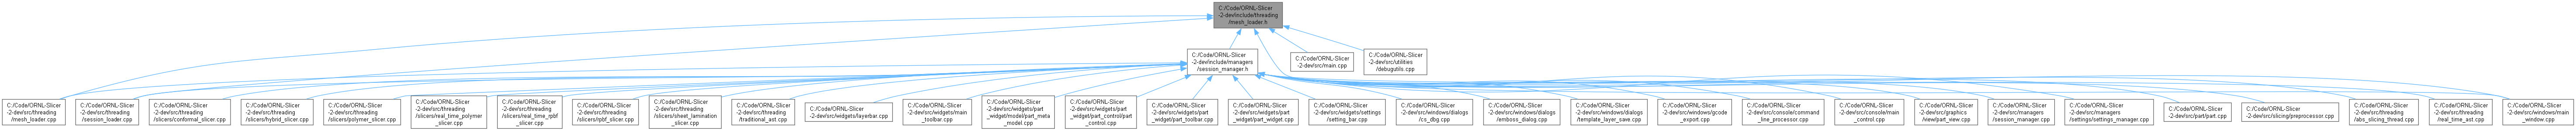 C:/Code/ORNL-Slicer
-2-dev/include/threading
/mesh_loader.h
C:/Code/ORNL-Slicer
-2-dev/include/managers
/session_manager.h
C:/Code/ORNL-Slicer
-2-dev/src/main.cpp
C:/Code/ORNL-Slicer
-2-dev/src/utilities
/debugutils.cpp
C:/Code/ORNL-Slicer
-2-dev/src/threading
/mesh_loader.cpp
C:/Code/ORNL-Slicer
-2-dev/src/threading
/session_loader.cpp
C:/Code/ORNL-Slicer
-2-dev/src/threading
/slicers/conformal_slicer.cpp
C:/Code/ORNL-Slicer
-2-dev/src/threading
/slicers/hybrid_slicer.cpp
C:/Code/ORNL-Slicer
-2-dev/src/threading
/slicers/polymer_slicer.cpp
C:/Code/ORNL-Slicer
-2-dev/src/threading
/slicers/real_time_polymer
_slicer.cpp
C:/Code/ORNL-Slicer
-2-dev/src/threading
/slicers/real_time_rpbf
_slicer.cpp
C:/Code/ORNL-Slicer
-2-dev/src/threading
/slicers/rpbf_slicer.cpp
C:/Code/ORNL-Slicer
-2-dev/src/threading
/slicers/sheet_lamination
_slicer.cpp
C:/Code/ORNL-Slicer
-2-dev/src/threading
/traditional_ast.cpp
C:/Code/ORNL-Slicer
-2-dev/src/widgets/layerbar.cpp
C:/Code/ORNL-Slicer
-2-dev/src/widgets/main
_toolbar.cpp
C:/Code/ORNL-Slicer
-2-dev/src/widgets/part
_widget/model/part_meta
_model.cpp
C:/Code/ORNL-Slicer
-2-dev/src/widgets/part
_widget/part_control/part
_control.cpp
C:/Code/ORNL-Slicer
-2-dev/src/widgets/part
_widget/part_toolbar.cpp
C:/Code/ORNL-Slicer
-2-dev/src/widgets/part
_widget/part_widget.cpp
C:/Code/ORNL-Slicer
-2-dev/src/widgets/settings
/setting_bar.cpp
C:/Code/ORNL-Slicer
-2-dev/src/windows/dialogs
/cs_dbg.cpp
C:/Code/ORNL-Slicer
-2-dev/src/windows/dialogs
/emboss_dialog.cpp
C:/Code/ORNL-Slicer
-2-dev/src/windows/dialogs
/template_layer_save.cpp
C:/Code/ORNL-Slicer
-2-dev/src/windows/gcode
_export.cpp
C:/Code/ORNL-Slicer
-2-dev/src/console/command
_line_processor.cpp
C:/Code/ORNL-Slicer
-2-dev/src/console/main
_control.cpp
C:/Code/ORNL-Slicer
-2-dev/src/graphics
/view/part_view.cpp
C:/Code/ORNL-Slicer
-2-dev/src/managers
/session_manager.cpp
C:/Code/ORNL-Slicer
-2-dev/src/managers
/settings/settings_manager.cpp
C:/Code/ORNL-Slicer
-2-dev/src/part/part.cpp
C:/Code/ORNL-Slicer
-2-dev/src/slicing/preprocessor.cpp
C:/Code/ORNL-Slicer
-2-dev/src/threading
/abs_slicing_thread.cpp
C:/Code/ORNL-Slicer
-2-dev/src/threading
/real_time_ast.cpp
C:/Code/ORNL-Slicer
-2-dev/src/windows/main
_window.cpp